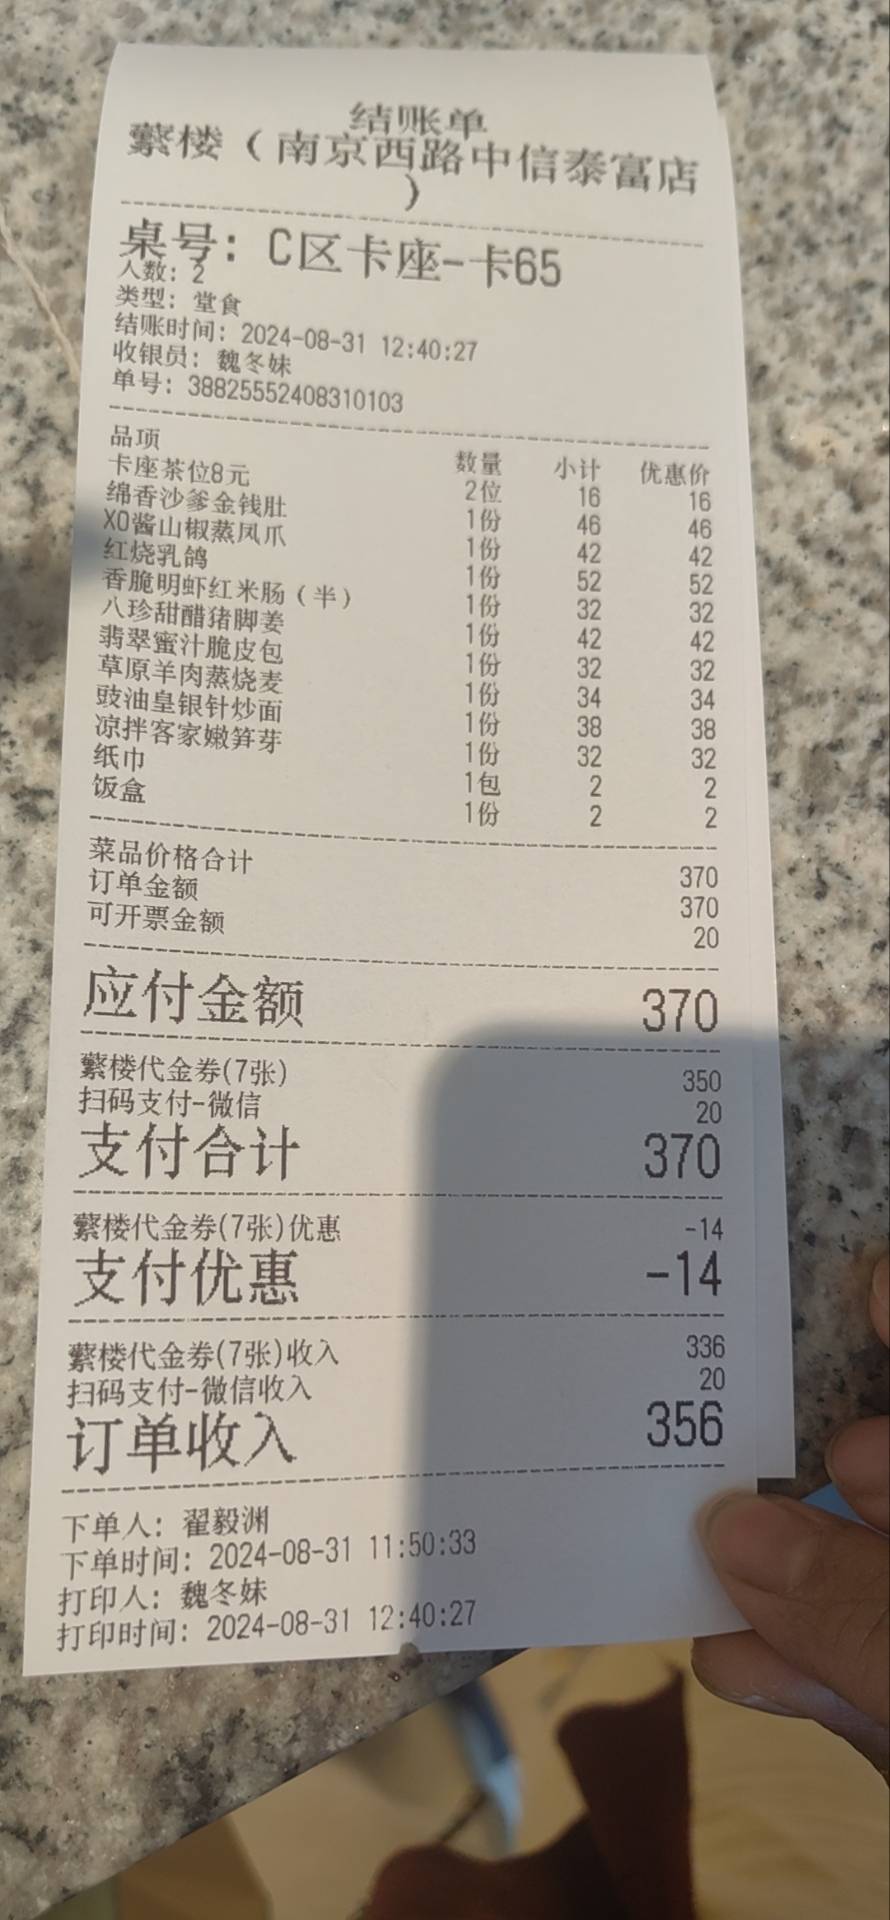 结账单
蘩楼（南京西路中信泰富店
）
桌号：C区卡座-卡65
人数：2
类型：堂食
结账时间：2024-08-31 12:40:27
收银员：魏冬妹
单号：38825552408310103
品项 数量 小计 优惠价
卡座茶位8元 2位 16 16
绵香沙爹金钱肚 1份 46 46
XO酱山椒蒸凤爪 1份 42 42
红烧乳鸽 1份 52 52
香脆明虾红米肠（半） 1份 32 32
八珍甜醋猪脚姜 1份 42 42
翡翠蜜汁脆皮包 1份 32 32
草原羊肉蒸烧麦 1份 34 34
豉油皇银针炒面 1份 38 38
凉拌客家嫩笋芽 1份 32 32
纸巾 1包 2 2
饭盒 1份 2 2
菜品价格合计 370
订单金额 370
可开票金额 20
应付金额 370
蘩楼代金券(7张) 350
扫码支付-微信 20
支付合计 370
蘩楼代金券(7张)优惠 -14
支付优惠 -14
蘩楼代金券(7张)收入 336
扫码支付-微信收入 20
订单收入 356
下单人：翟毅渊
下单时间：2024-08-31 11:50:33
打印人：魏冬妹
打印时间：2024-08-31 12:40:27